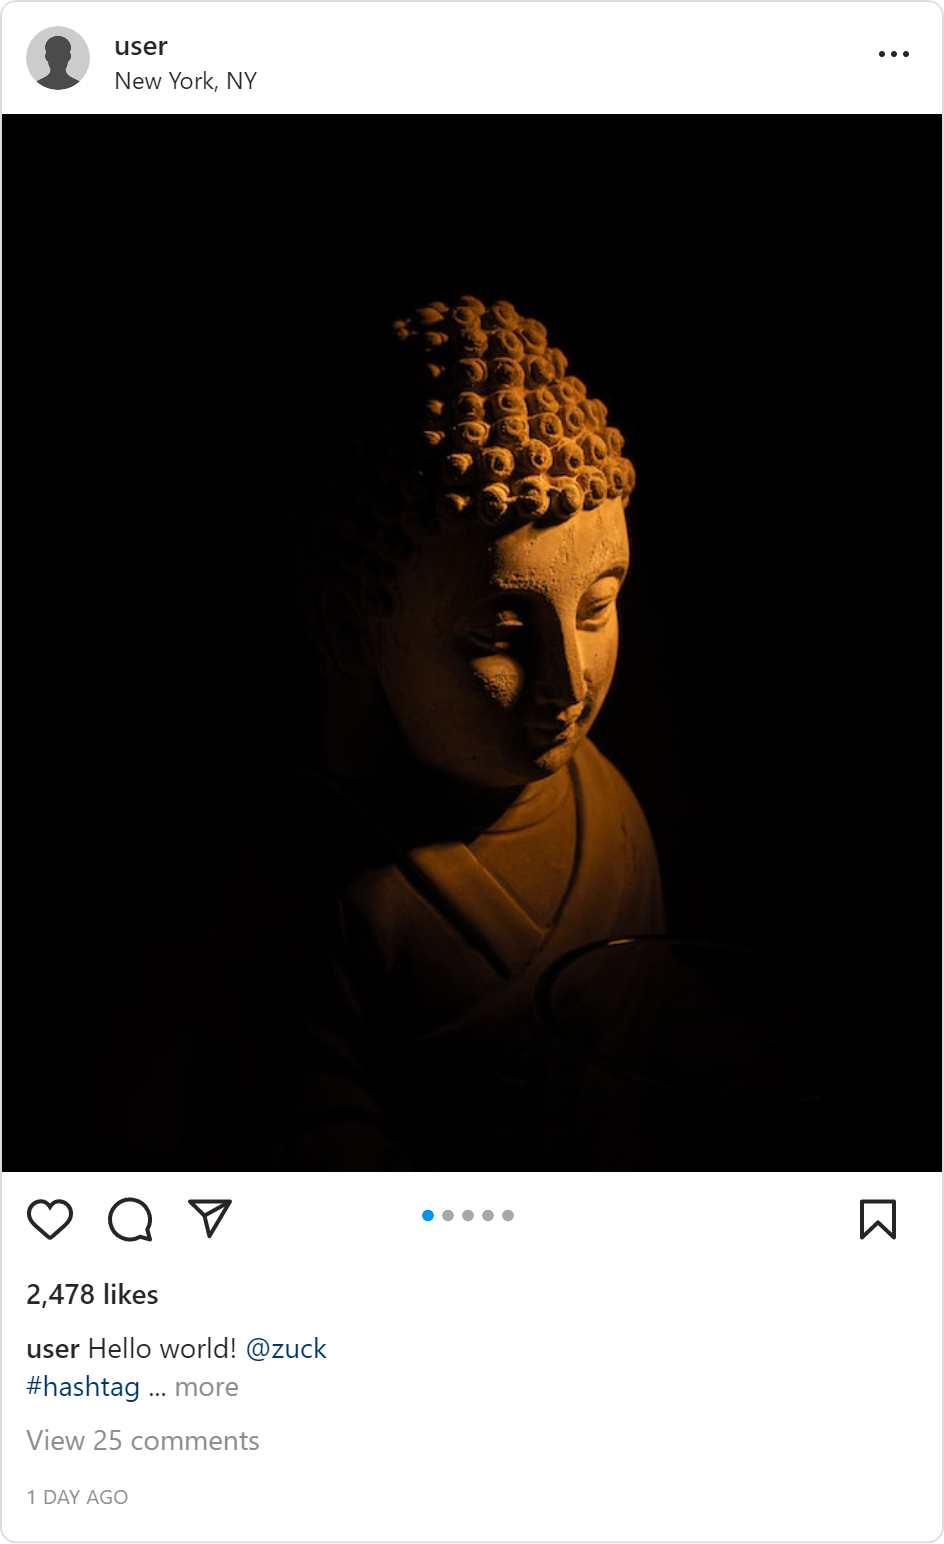 user
New York, NY
2,478 likes
user Hello world! @zuck
#hashtag ... more
View 25 comments
1 DAY AGO